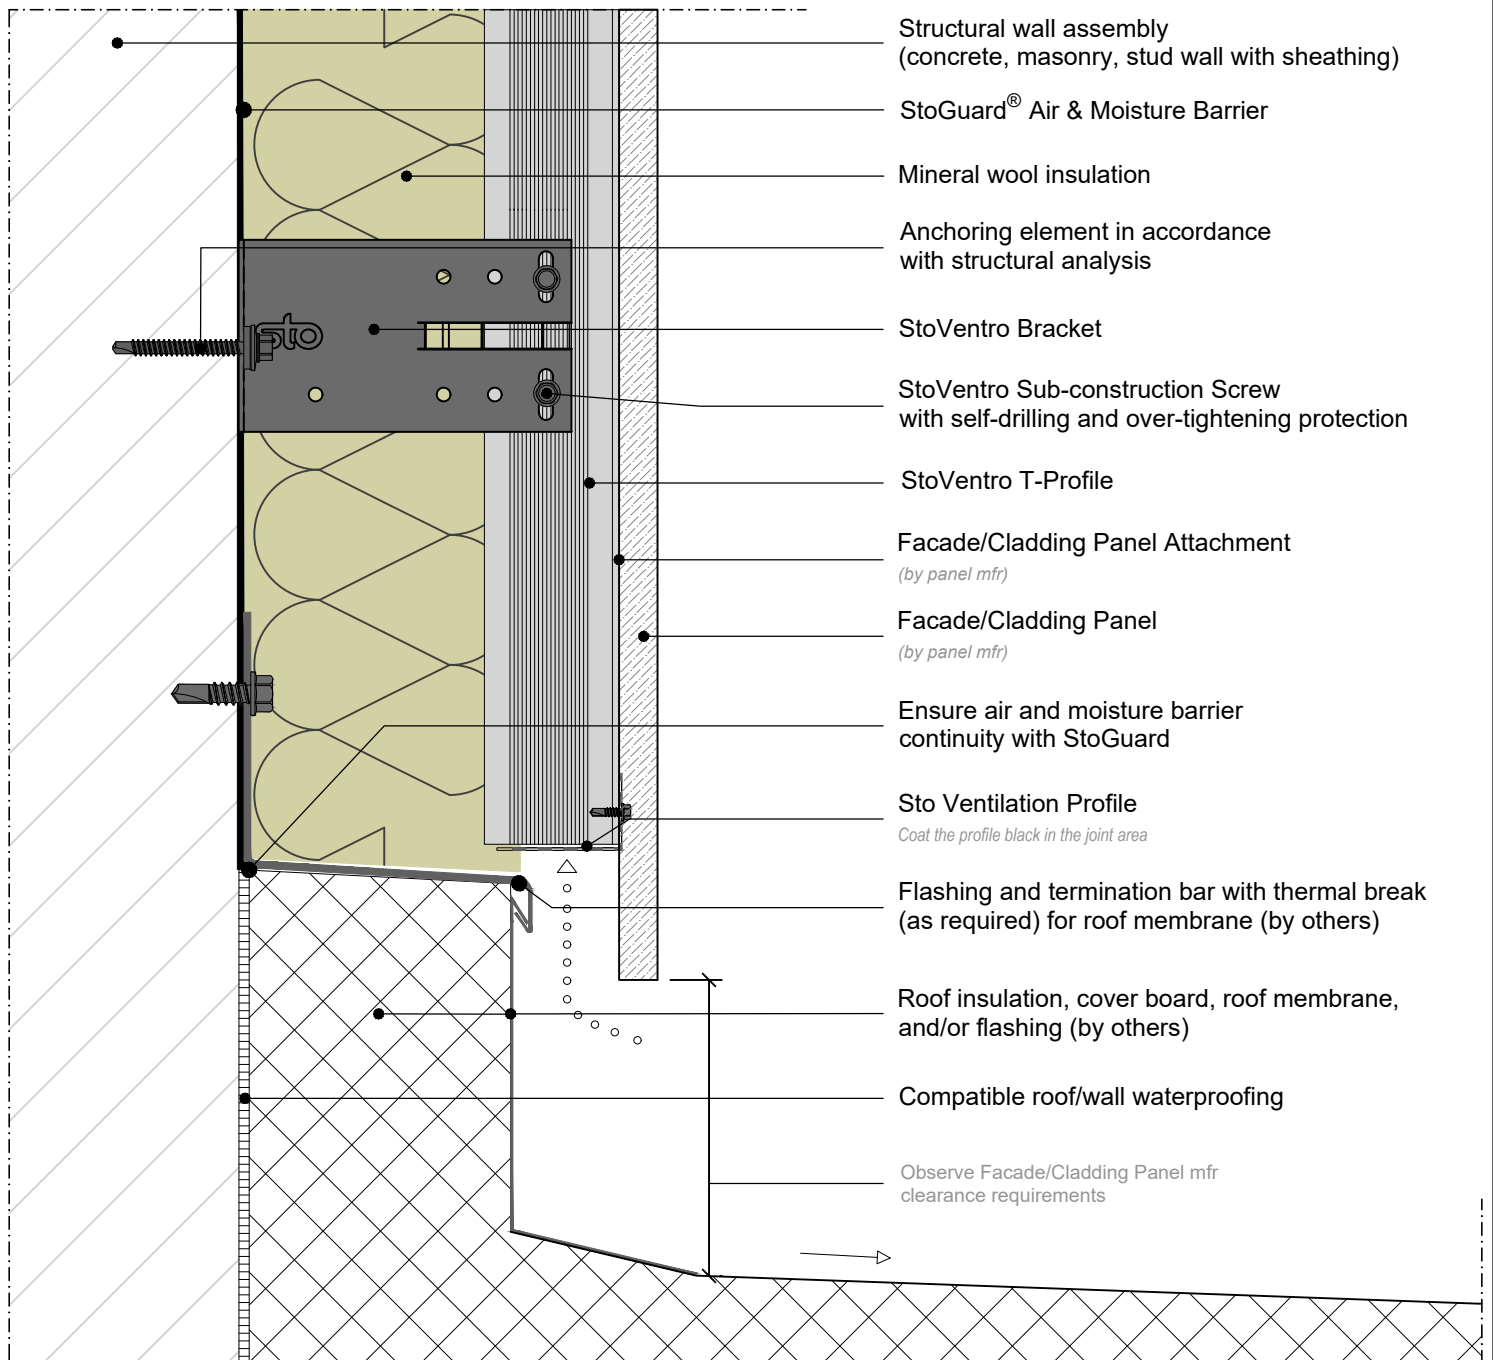 Structural wall assembly
(concrete, masonry, stud wall with sheathing)
StoGuard® Air & Moisture Barrier
Mineral wool insulation
Anchoring element in accordance
with structural analysis
sto
StoVentro Bracket
StoVentro Sub-construction Screw
with self-drilling and over-tightening protection
StoVentro T-Profile
Facade/Cladding Panel Attachment
(by panel mfr)
Facade/Cladding Panel
(by panel mfr)
Ensure air and moisture barrier
continuity with StoGuard
Sto Ventilation Profile
Coat the profile black in the joint area
Flashing and termination bar with thermal break
(as required) for roof membrane (by others)
Roof insulation, cover board, roof membrane,
and/or flashing (by others)
Compatible roof/wall waterproofing
Observe Facade/Cladding Panel mfr
clearance requirements